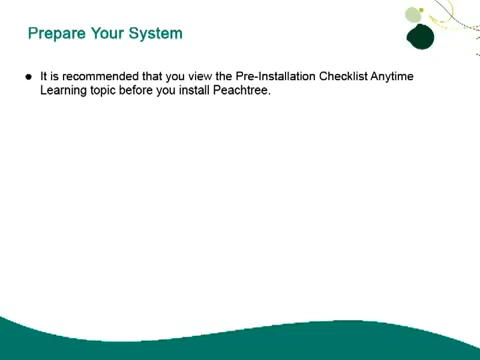 Prepare Your System
● It is recommended that you view the Pre-Installation Checklist Anytime
Learning topic before you install Peachtree.